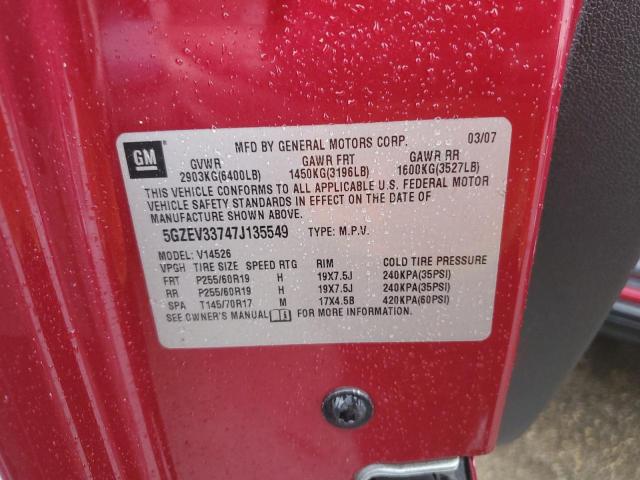 GM
MFD BY GENERAL MOTORS CORP. 03/07
GVWR GAWR FRT GAWR RR
2903KG(6400LB) 1450KG(3196LB) 1600KG(3527LB)
THIS VEHICLE CONFORMS TO ALL APPLICABLE U.S. FEDERAL MOTOR
VEHICLE SAFETY STANDARDS IN EFFECT ON THE DATE OF
MANUFACTURE SHOWN ABOVE.
5GZEV33747J135549 TYPE: M.P.V.
MODEL: V14526
VPGH TIRE SIZE SPEED RTG RIM COLD TIRE PRESSURE
FRT P255/60R19 H 19X7.5J 240KPA(35PSI)
RR P255/60R19 H 19X7.5J 240KPA(35PSI)
SPA T145/70R17 M 17X4.5B 420KPA(60PSI)
SEE OWNER'S MANUAL FOR MORE INFORMATION.